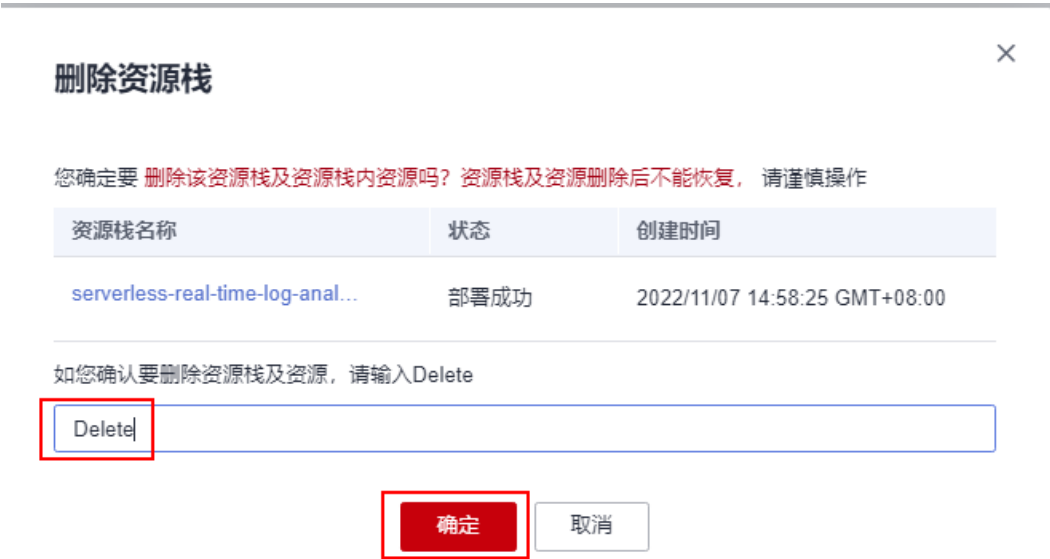 删除资源栈
您确定要 删除该资源栈及资源栈内资源吗？资源栈及资源删除后不能恢复， 请谨慎操作
资源栈名称 状态 创建时间
serverless-real-time-log-anal... 部署成功 2022/11/07 14:58:25 GMT+08:00
如您确认要删除资源栈及资源，请输入Delete
Delete
确定 取消